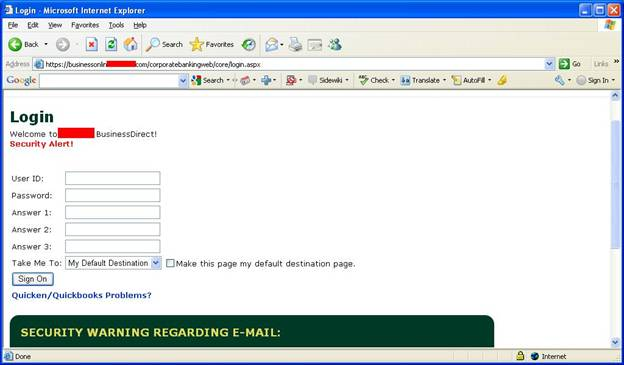 Login - Microsoft Internet Explorer
File Edit View Favorites Tools Help
Back Search Favorites
Address https://businessonlin .com/corporatebankingweb/core/login.aspx Go Links »
Google Search Sidewiki Check Translate AutoFill Sign In
Login
Welcome to BusinessDirect!
Security Alert!
User ID:
Password:
Answer 1:
Answer 2:
Answer 3:
Take Me To: My Default Destination Make this page my default destination page.
Sign On
Quicken/Quickbooks Problems?
SECURITY WARNING REGARDING E-MAIL:
Done Internet